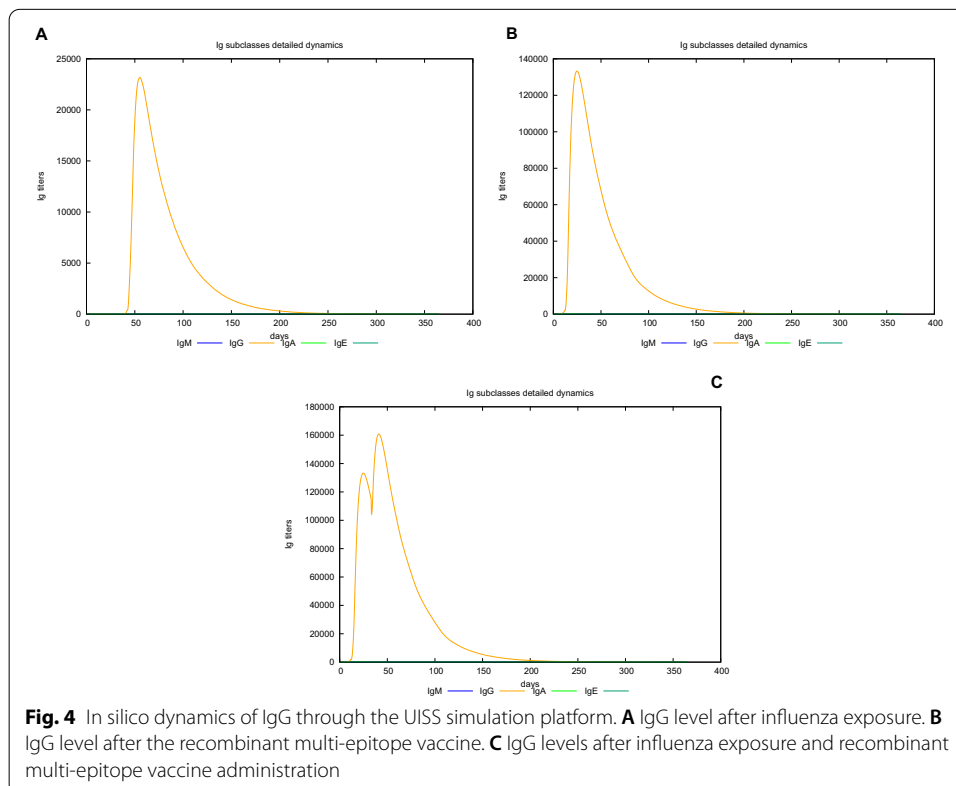 A
Ig subclasses detailed dynamics
25000
20000
15000
10000
5000
0
Ig titers
0 50 100 150 200 250 300 350 400
days
IgM IgG IgA IgE
B
Ig subclasses detailed dynamics
140000
120000
100000
80000
60000
40000
20000
0
Ig titers
0 50 100 150 200 250 300 350 400
days
IgM IgG IgA IgE
C
Ig subclasses detailed dynamics
180000
160000
140000
120000
100000
80000
60000
40000
20000
0
Ig titers
0 50 100 150 200 250 300 350 400
days
IgM IgG IgA IgE
Fig. 4 In silico dynamics of IgG through the UISS simulation platform. A IgG level after influenza exposure. B
IgG level after the recombinant multi-epitope vaccine. C IgG levels after influenza exposure and recombinant
multi-epitope vaccine administration